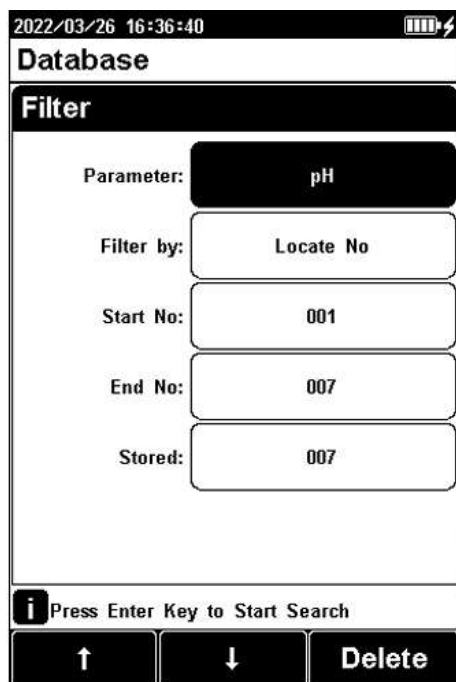 2022/03/26 16:36:40
Database
Filter
Parameter: pH
Filter by: Locate No
Start No: 001
End No: 007
Stored: 007
i Press Enter Key to Start Search
↑ ↓ Delete